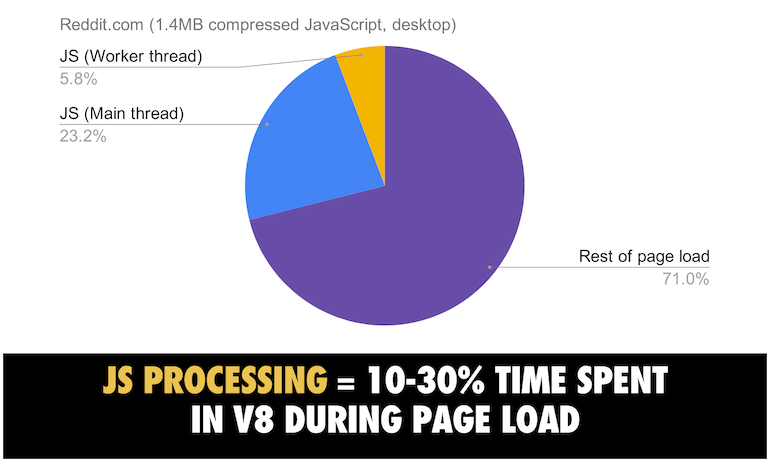 Reddit.com (1.4MB compressed JavaScript, desktop)
JS (Worker thread)
5.8%
JS (Main thread)
23.2%
Rest of page load
71.0%
JS PROCESSING = 10-30% TIME SPENT
IN V8 DURING PAGE LOAD